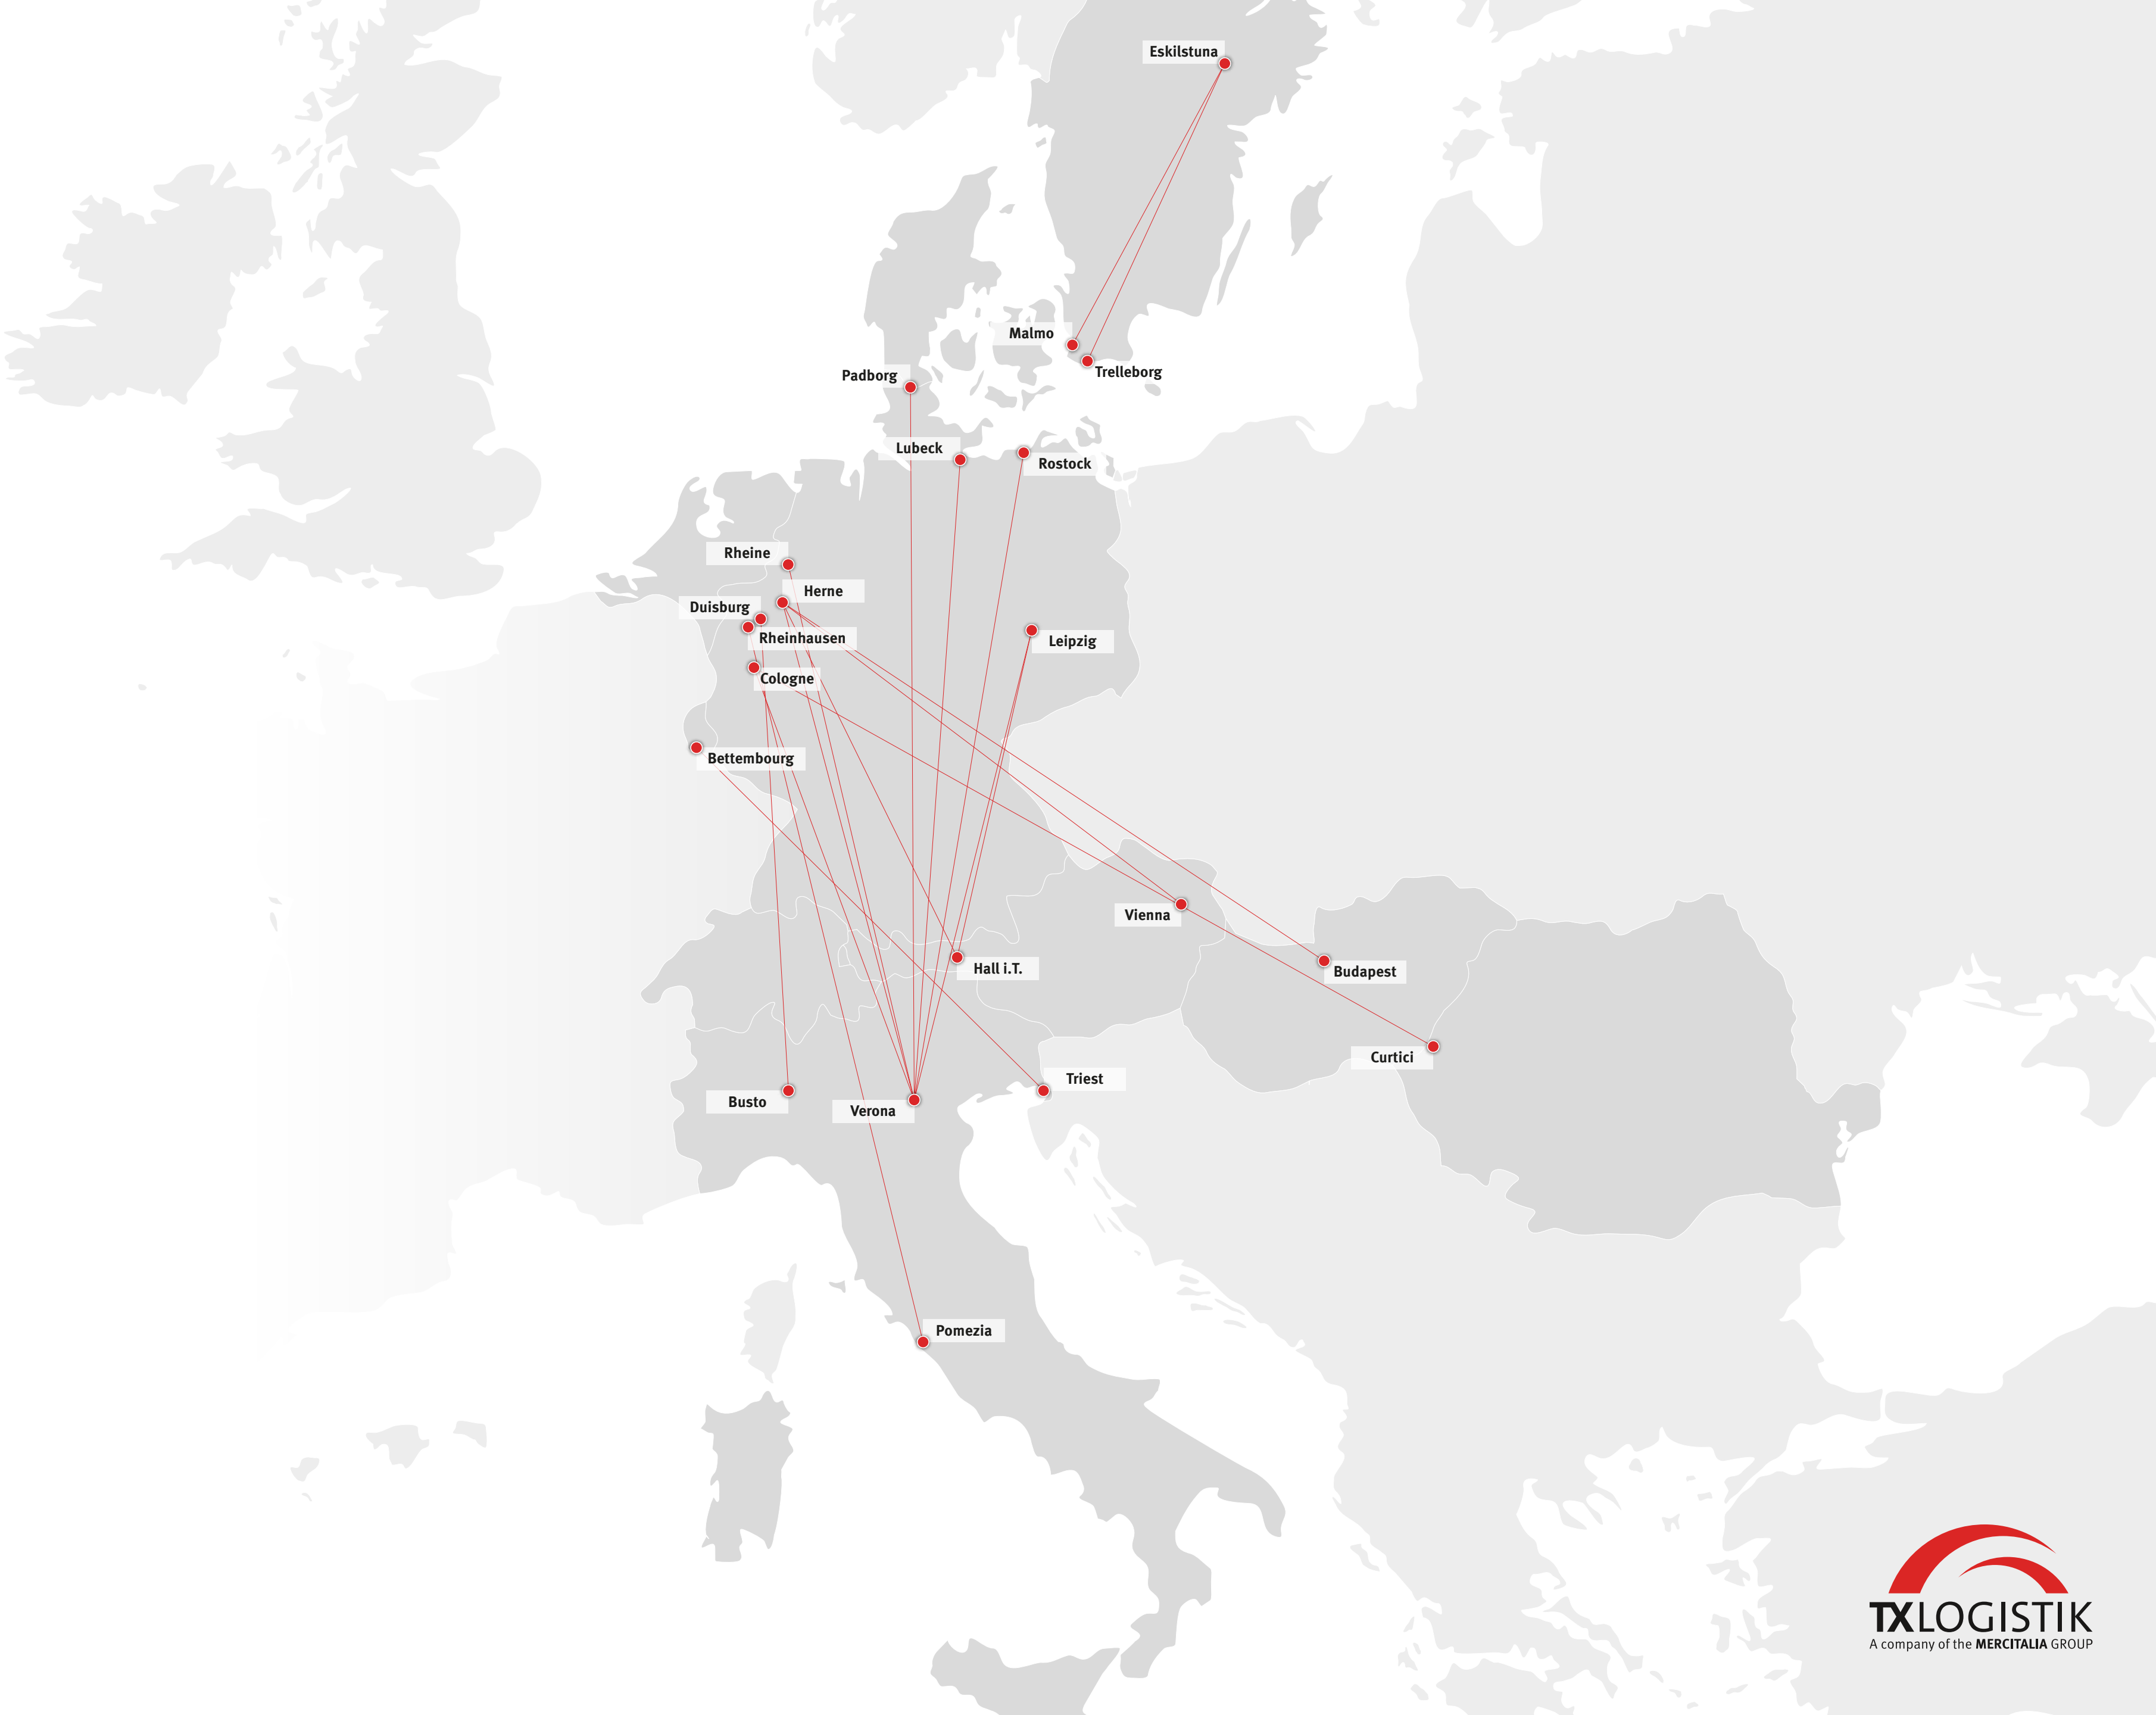 Eskilstuna
Malmo
Trelleborg
Padborg
Lubeck
Rostock
Rheine
Herne
Duisburg
Rheinhausen
Leipzig
Cologne
Bettembourg
Vienna
Hall i.T.
Budapest
Curtici
Triest
Busto
Verona
Pomezia
TXLOGISTIK
A company of the MERCITALIA GROUP